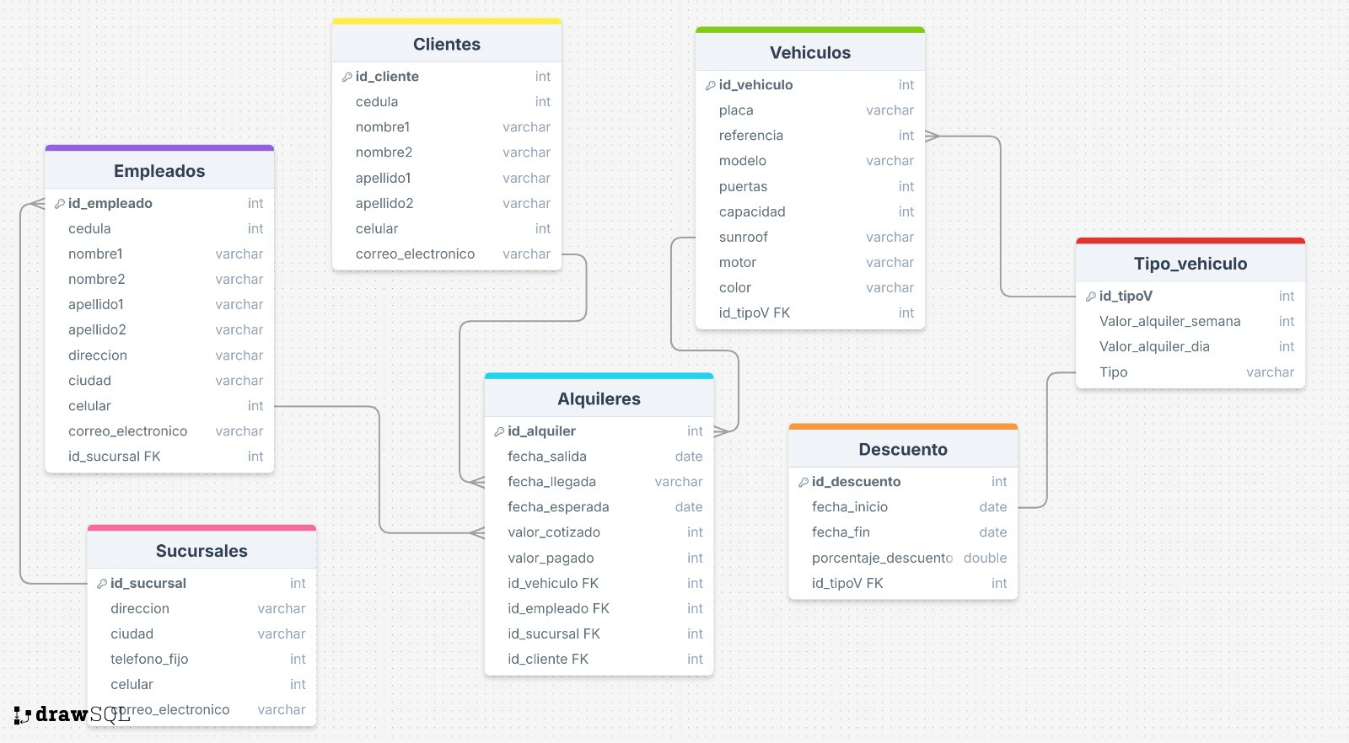 Clientes
id_cliente int
cedula int
nombre1 varchar
nombre2 varchar
apellido1 varchar
apellido2 varchar
celular int
correo_electronico varchar
Vehiculos
id_vehiculo int
placa varchar
referencia int
modelo varchar
puertas int
capacidad int
sunroof varchar
motor varchar
color varchar
id_tipoV FK int
Empleados
id_empleado int
cedula int
nombre1 varchar
nombre2 varchar
apellido1 varchar
apellido2 varchar
direccion varchar
ciudad varchar
celular int
correo_electronico varchar
id_sucursal FK int
Tipo_vehiculo
id_tipoV int
Valor_alquiler_semana int
Valor_alquiler_dia int
Tipo varchar
Alquileres
id_alquiler int
fecha_salida date
fecha_llegada varchar
fecha_esperada date
valor_cotizado int
valor_pagado int
id_vehiculo FK int
id_empleado FK int
id_sucursal FK int
id_cliente FK int
Descuento
id_descuento int
fecha_inicio date
fecha_fin date
porcentaje_descuento double
id_tipoV FK int
Sucursales
id_sucursal int
direccion varchar
ciudad varchar
telefono_fijo int
celular int
correo_electronico varchar
drawSQL